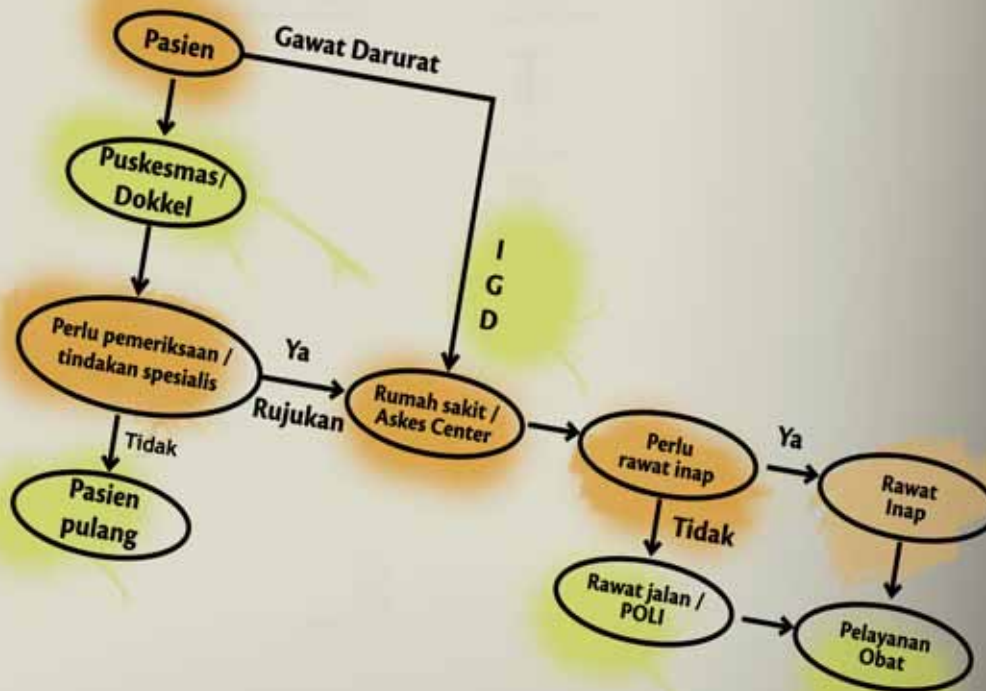 Pasien
Gawat Darurat
Puskesmas/
Dokkel
I
G
D
Perlu pemeriksaan /
tindakan spesialis
Ya
Rujukan
Rumah sakit /
Askes Center
Perlu
rawat inap
Ya
Rawat
Inap
Tidak
Pasien
pulang
Tidak
Rawat jalan /
POLI
Pelayanan
Obat